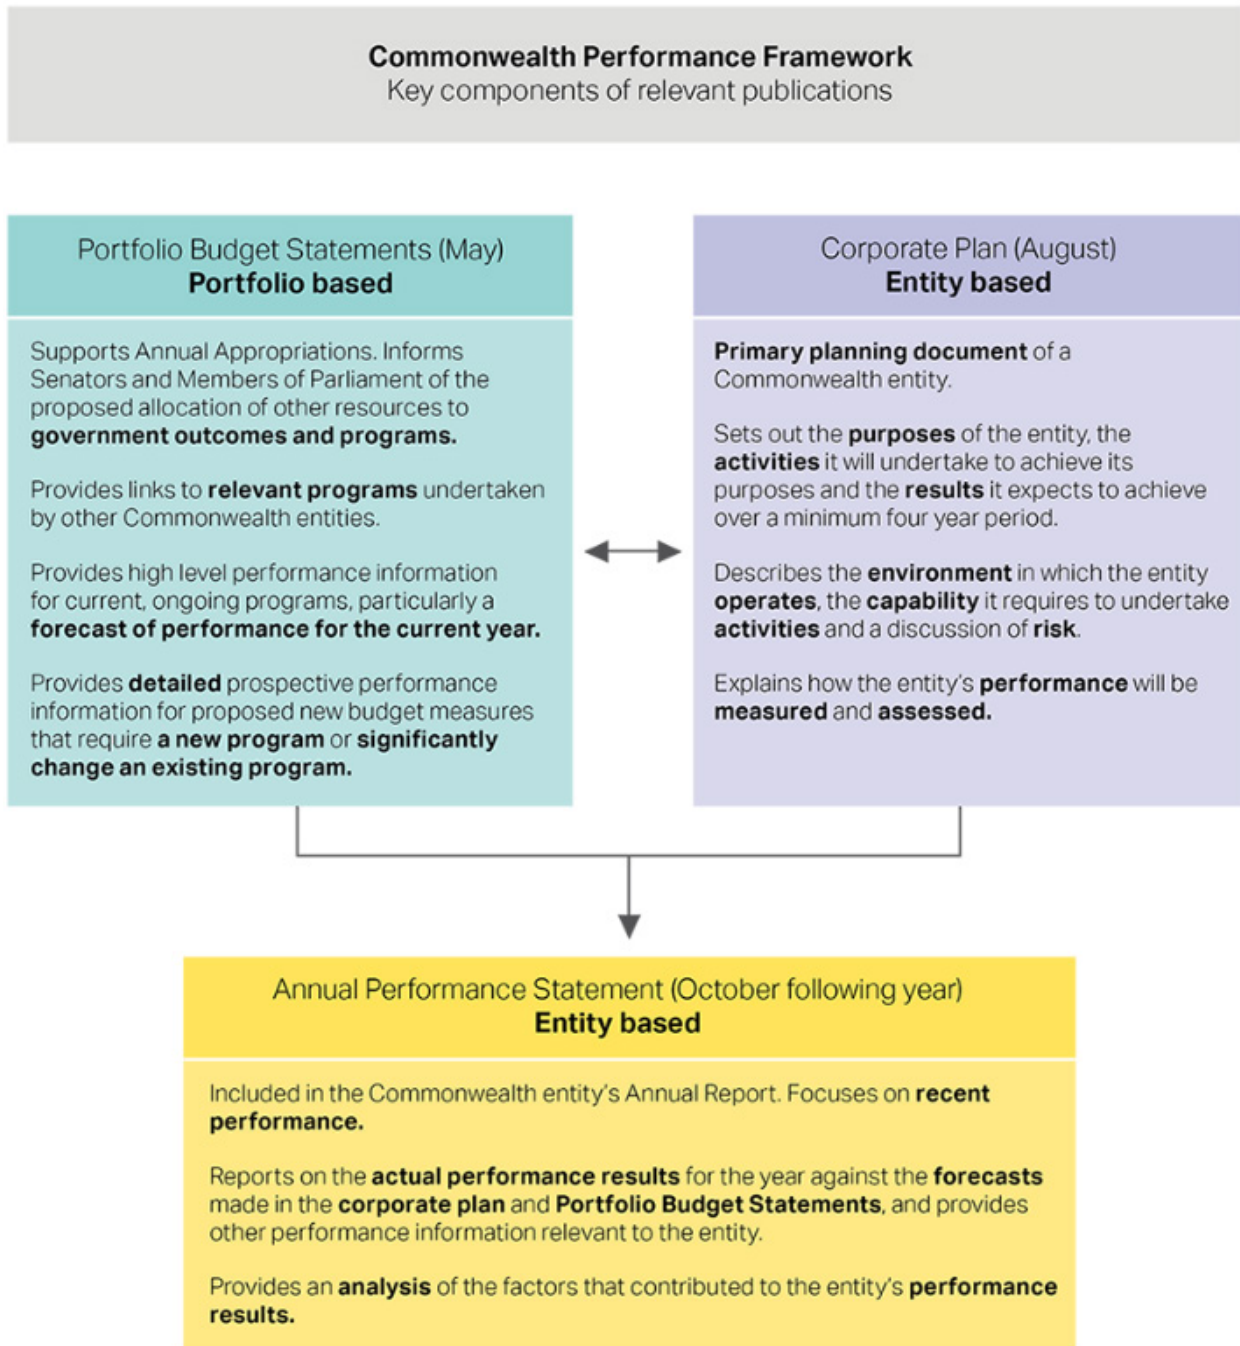 Commonwealth Performance Framework
Key components of relevant publications
Portfolio Budget Statements (May)
Portfolio based
Supports Annual Appropriations. Informs
Senators and Members of Parliament of the
proposed allocation of other resources to
government outcomes and programs.
Provides links to relevant programs undertaken
by other Commonwealth entities.
Provides high level performance information
for current, ongoing programs, particularly a
forecast of performance for the current year.
Provides detailed prospective performance
information for proposed new budget measures
that require a new program or significantly
change an existing program.
Corporate Plan (August)
Entity based
Primary planning document of a
Commonwealth entity.
Sets out the purposes of the entity, the
activities it will undertake to achieve its
purposes and the results it expects to achieve
over a minimum four year period.
Describes the environment in which the entity
operates, the capability it requires to undertake
activities and a discussion of risk.
Explains how the entity's performance will be
measured and assessed.
Annual Performance Statement (October following year)
Entity based
Included in the Commonwealth entity's Annual Report. Focuses on recent
performance.
Reports on the actual performance results for the year against the forecasts
made in the corporate plan and Portfolio Budget Statements, and provides
other performance information relevant to the entity.
Provides an analysis of the factors that contributed to the entity's performance
results.